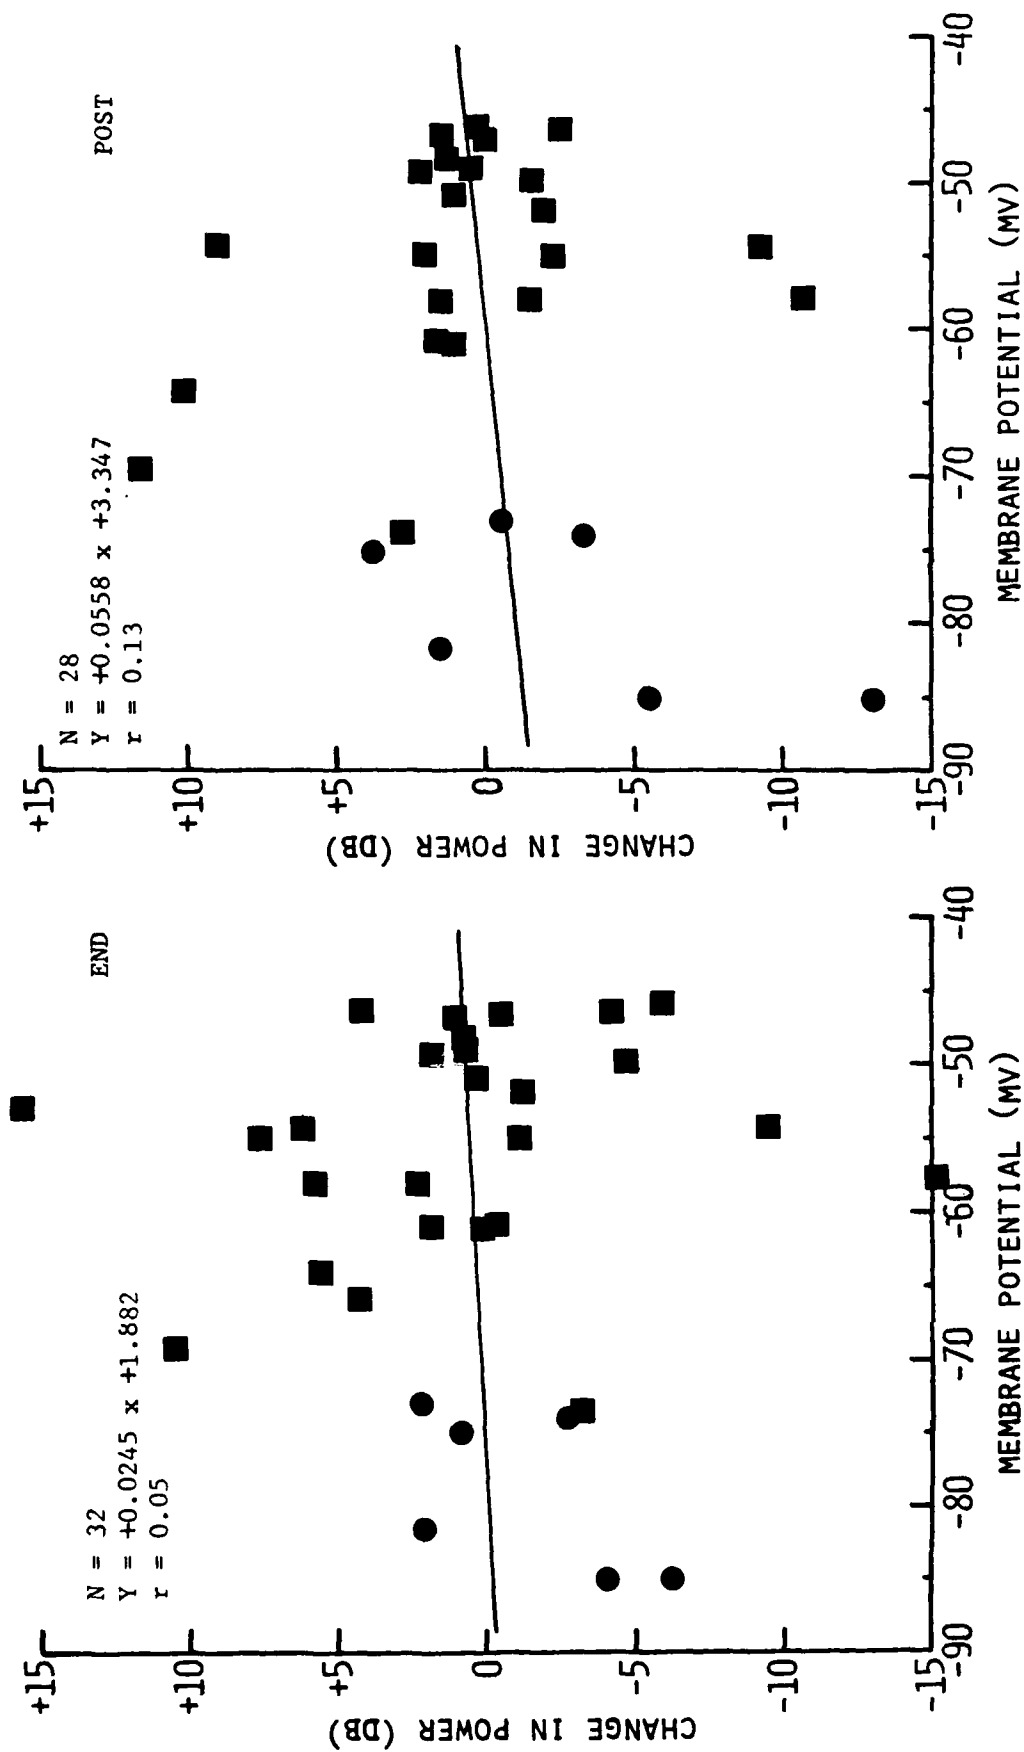 END
N = 32
Y = +0.0245 x +1.882
r = 0.05
+15
+10
+5
0
-5
-10
-15
CHANGE IN POWER (DB)
-90
-80
-70
-60
-50
-40
MEMBRANE POTENTIAL (MV)
POST
N = 28
Y = +0.0558 x +3.347
r = 0.13
+15
+10
+5
0
-5
-10
-15
CHANGE IN POWER (DB)
-90
-80
-70
-60
-50
-40
MEMBRANE POTENTIAL (MV)